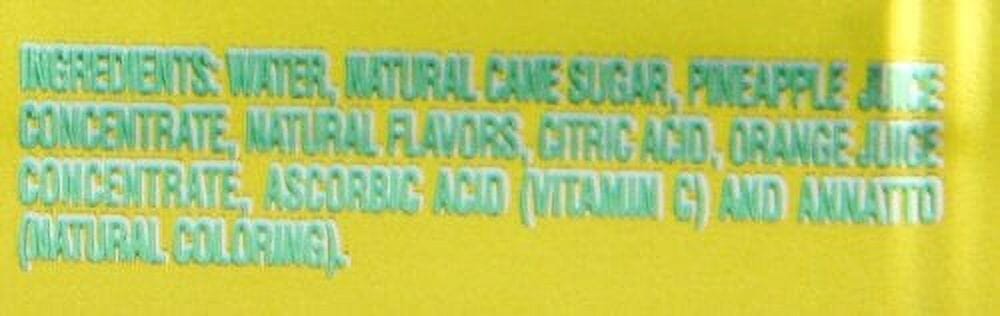 INGREDIENTS: WATER, NATURAL CANE SUGAR, PINEAPPLE JUICE
CONCENTRATE, NATURAL FLAVORS, CITRIC ACID, ORANGE JUICE
CONCENTRATE, ASCORBIC ACID (VITAMIN C) AND ANNATTO
(NATURAL COLORING).